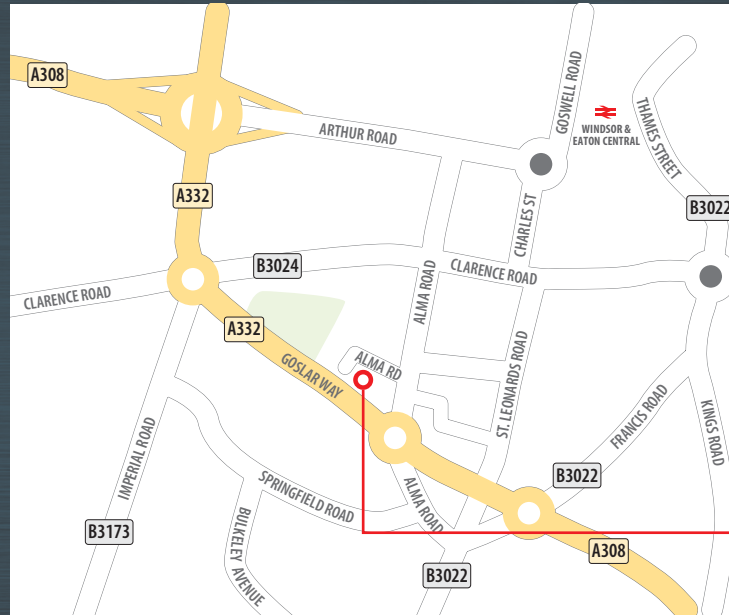 A308
ARTHUR ROAD
GOSWELL ROAD
WINDSOR &
EATON CENTRAL
THAMES STREET
A332
B3022
CHARLES ST
B3024
CLARENCE ROAD
CLARENCE ROAD
ALMA ROAD
A332
GOSLAR WAY
ALMA RD
ST. LEONARDS ROAD
FRANCIS ROAD
KINGS ROAD
IMPERIAL ROAD
SPRINGFIELD ROAD
ALMA ROAD
B3022
B3173
BULKELEY AVENUE
B3022
A308